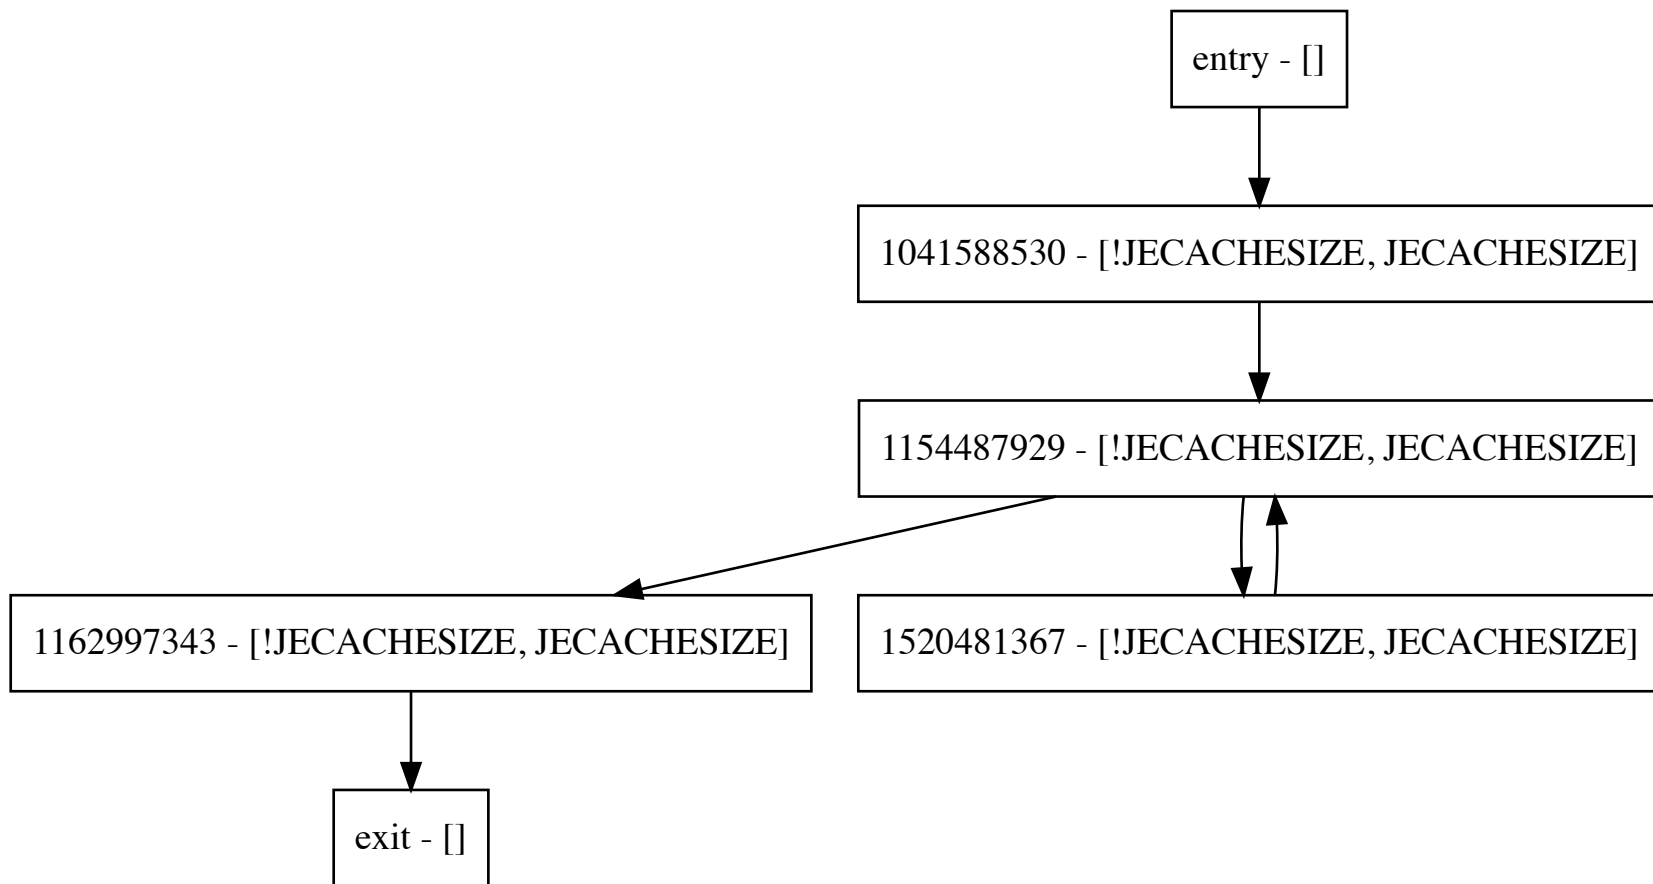 entry - []
1041588530 - [!JECACHESIZE, JECACHESIZE]
1154487929 - [!JECACHESIZE, JECACHESIZE]
1162997343 - [!JECACHESIZE, JECACHESIZE]
1520481367 - [!JECACHESIZE, JECACHESIZE]
exit - []